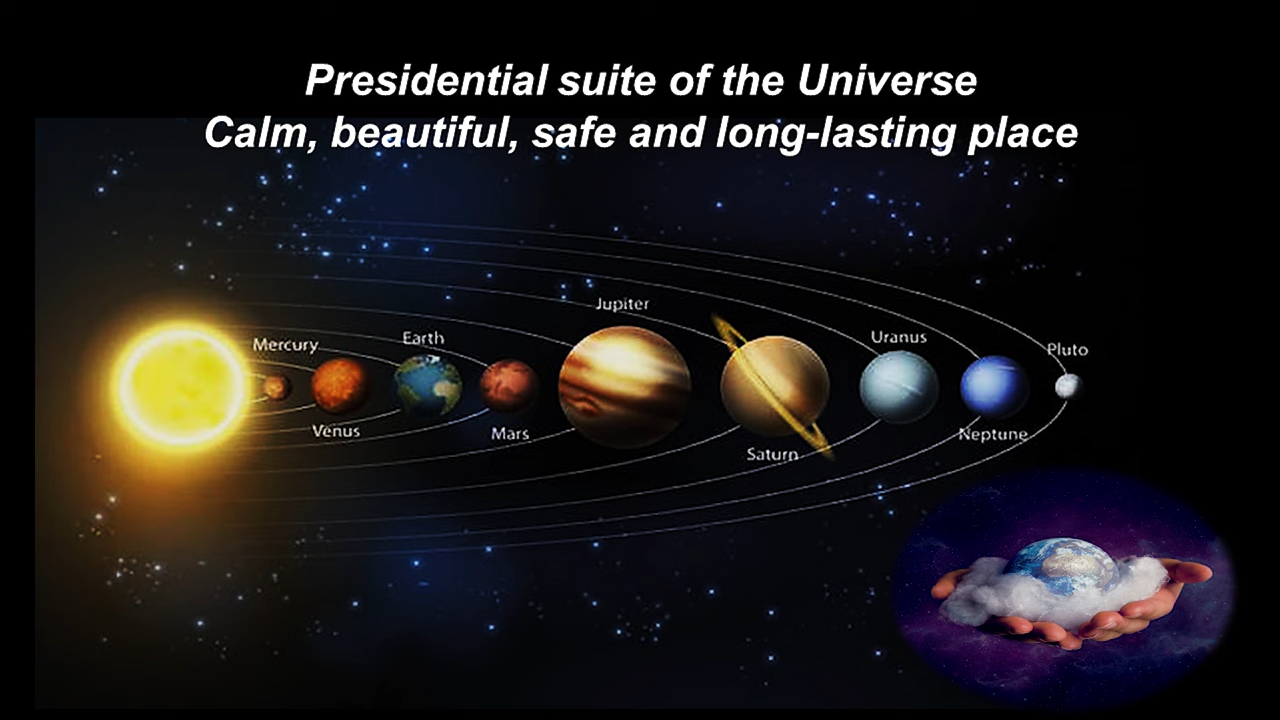 Presidential suite of the Universe
Calm, beautiful, safe and long-lasting place
Jupiter
Mercury
Earth
Uranus
Pluto
Venus
Mars
Saturn
Neptune